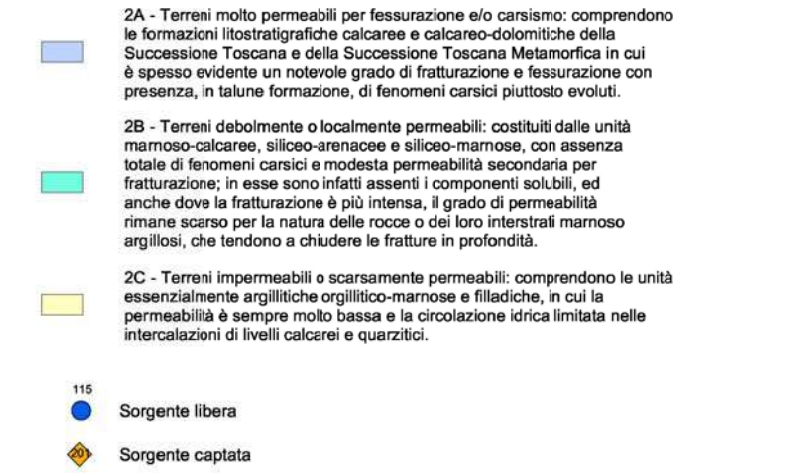 2A - Terreni molto permeabili per fessurazione e/o carsismo: comprendono
le formazioni litostratigrafiche calcaree e calcareo-dolomitiche della
Successione Toscana e della Successione Toscana Metamorfica in cui
è spesso evidente un notevole grado di fratturazione e fessurazione con
presenza, in talune formazione, di fenomeni carsici piuttosto evoluti.
2B - Terreni debolmente o localmente permeabili: costituiti dalle unità
marnoso-calcaree, siliceo-arenacee e siliceo-marnose, con assenza
totale di fenomeni carsici e modesta permeabilità secondaria per
fratturazione; in esse sono infatti assenti i componenti solubili, ed
anche dove la fratturazione è più intensa, il grado di permeabilità
rimane scarso per la natura delle rocce o dei loro interstrati marnoso
argillosi, che tendono a chiudere le fratture in profondità.
2C - Terreni impermeabili o scarsamente permeabili: comprendono le unità
essenzialmente argillitiche orgillitico-marnose e filladiche, in cui la
permeabilità è sempre molto bassa e la circolazione idrica limitata nelle
intercalazioni di livelli calcarei e quarzitici.
115
Sorgente libera
201
Sorgente captata